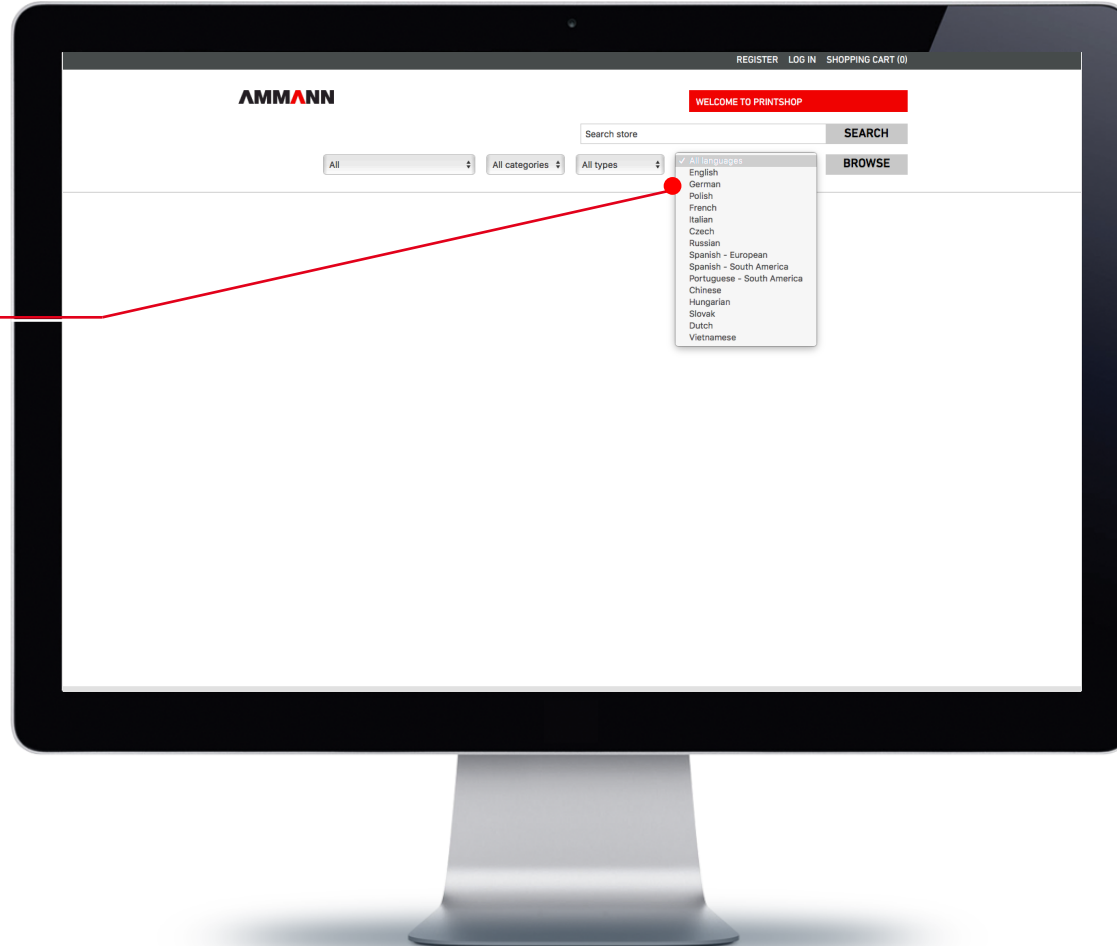 REGISTER LOG IN SHOPPING CART (0)
AMMANN
WELCOME TO PRINTSHOP
Search store SEARCH
All All categories All types ✓ All languages BROWSE
English
German
Polish
French
Italian
Czech
Russian
Spanish - European
Spanish - South America
Portuguese - South America
Chinese
Hungarian
Slovak
Dutch
Vietnamese